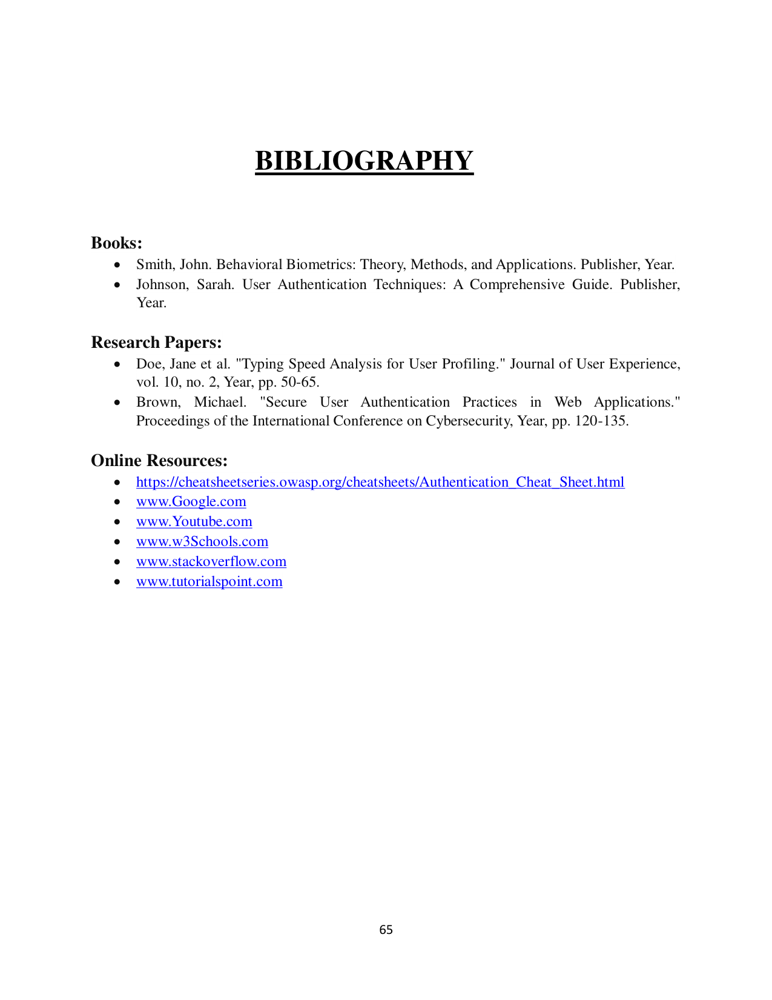 BIBLIOGRAPHY
Books:
• Smith, John. Behavioral Biometrics: Theory, Methods, and Applications. Publisher, Year.
• Johnson, Sarah. User Authentication Techniques: A Comprehensive Guide. Publisher,
Year.
Research Papers:
• Doe, Jane et al. "Typing Speed Analysis for User Profiling." Journal of User Experience,
vol. 10, no. 2, Year, pp. 50-65.
• Brown, Michael. "Secure User Authentication Practices in Web Applications."
Proceedings of the International Conference on Cybersecurity, Year, pp. 120-135.
Online Resources:
• https://cheatsheetseries.owasp.org/cheatsheets/Authentication_Cheat_Sheet.html
• www.Google.com
• www.Youtube.com
• www.w3Schools.com
• www.stackoverflow.com
• www.tutorialspoint.com
65